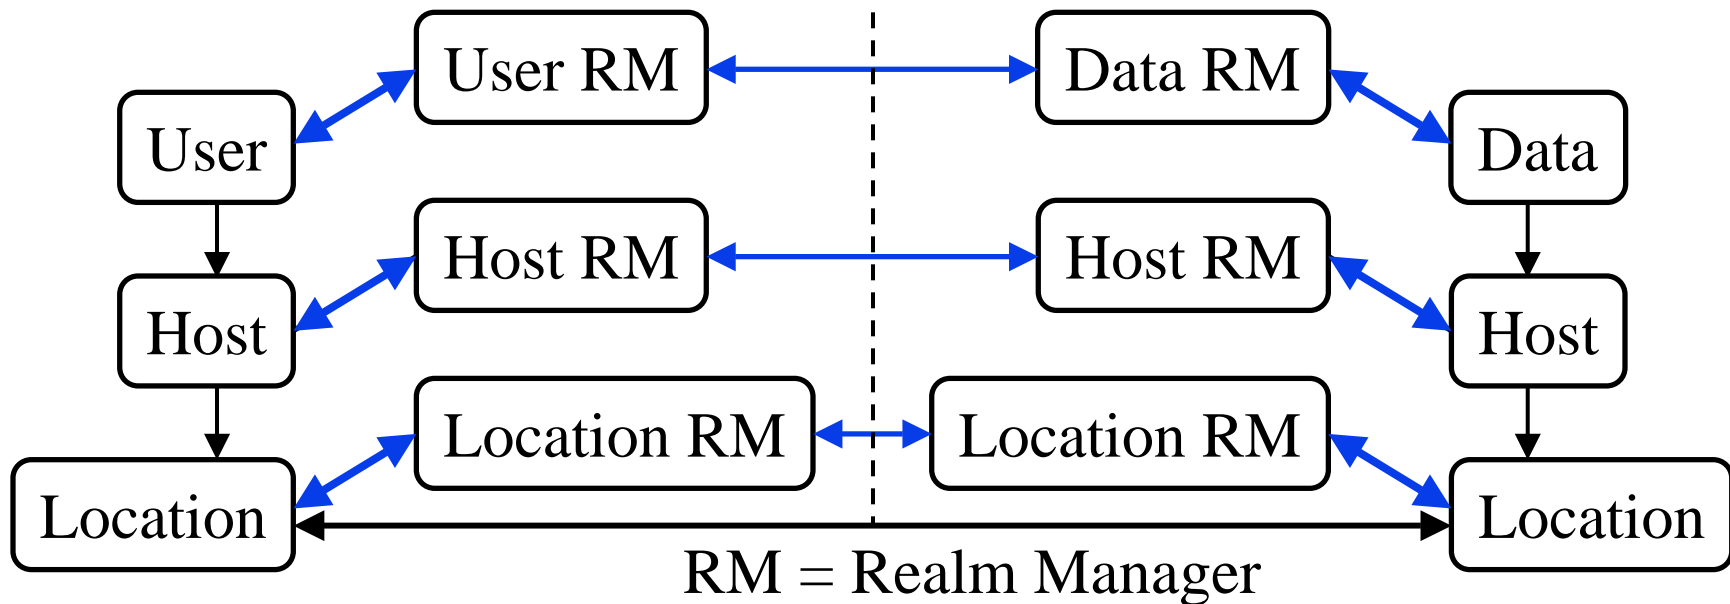 User RM
Data RM
User
Data
Host RM
Host RM
Host
Host
Location RM
Location RM
Location
Location
RM = Realm Manager